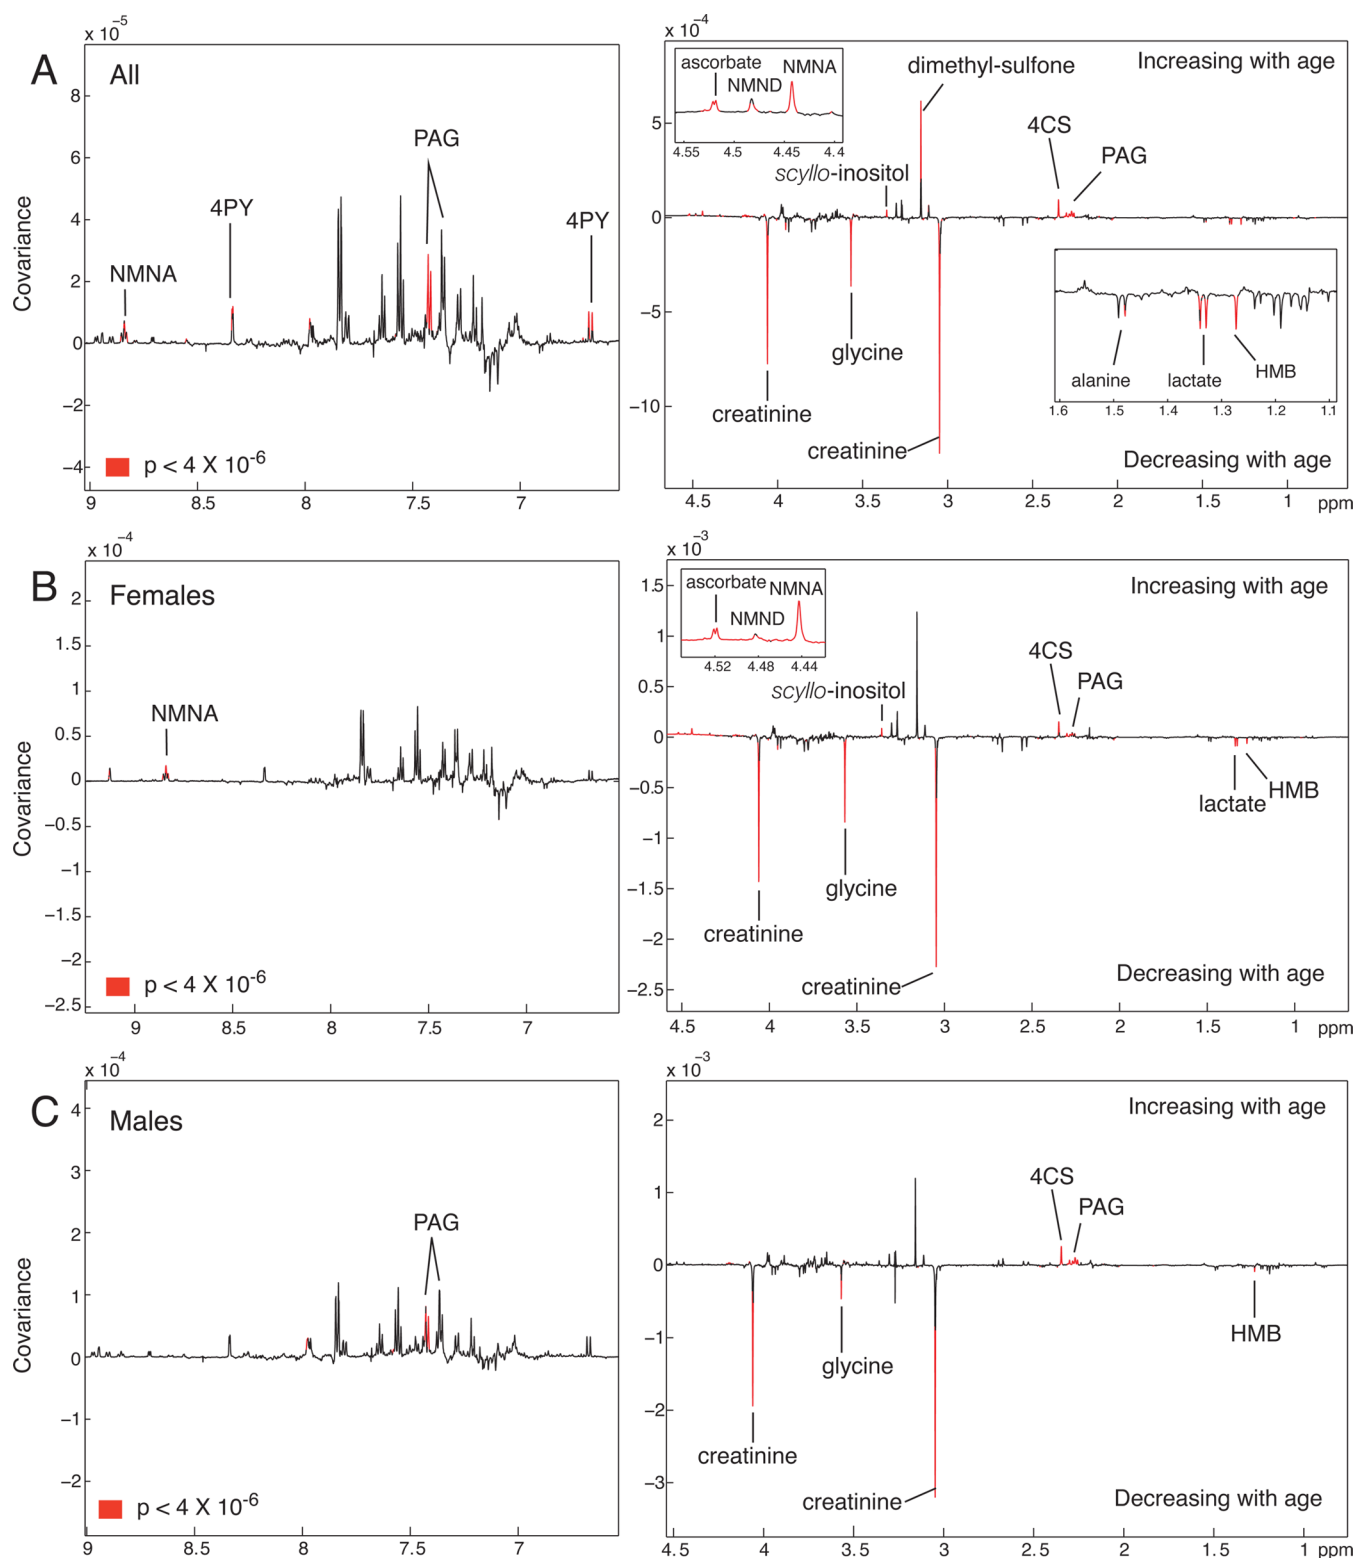 A
All
x 10⁻⁵
Covariance
8
6
4
2
0
−2
−4
NMNA
4PY
PAG
4PY
p < 4 X 10⁻⁶
9
8.5
8
7.5
7
x 10⁻⁴
5
0
−5
−10
ascorbate
NMND
NMNA
4.55
4.5
4.45
4.4
dimethyl-sulfone
Increasing with age
scyllo-inositol
4CS
PAG
creatinine
glycine
creatinine
alanine
lactate
HMB
1.6
1.5
1.4
1.3
1.2
1.1
Decreasing with age
4.5
4
3.5
3
2.5
2
1.5
1
ppm
B
Females
x 10⁻⁴
Covariance
2
1.5
1
0.5
0
−0.5
−1
−1.5
−2
−2.5
NMNA
p < 4 X 10⁻⁶
9
8.5
8
7.5
7
x 10⁻³
1.5
1
0.5
0
−0.5
−1
−1.5
−2
−2.5
ascorbate
NMND
NMNA
4.52
4.48
4.44
Increasing with age
scyllo-inositol
4CS
PAG
creatinine
glycine
creatinine
lactate
HMB
Decreasing with age
4.5
4
3.5
3
2.5
2
1.5
1
ppm
C
Males
x 10⁻⁴
Covariance
4
3
2
1
0
−1
−2
PAG
p < 4 X 10⁻⁶
9
8.5
8
7.5
7
x 10⁻³
2
1
0
−1
−2
−3
Increasing with age
4CS
PAG
creatinine
glycine
creatinine
HMB
Decreasing with age
4.5
4
3.5
3
2.5
2
1.5
1
ppm